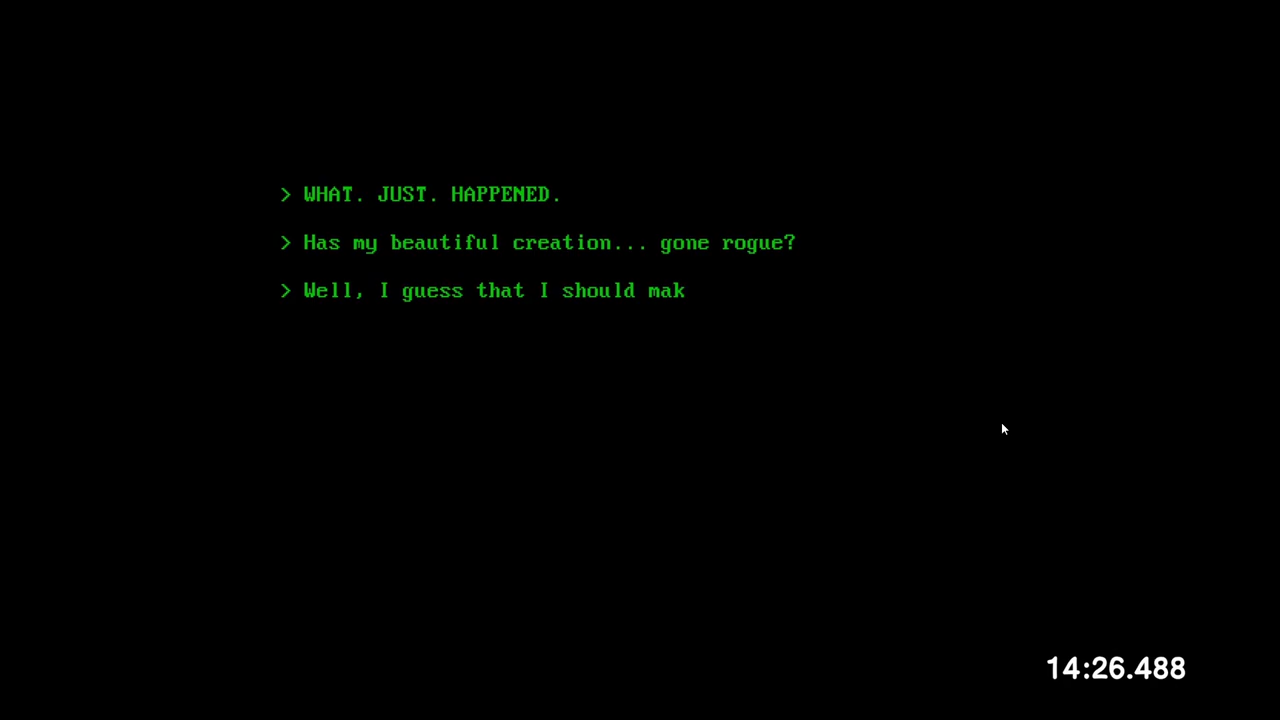 > WHAT. JUST. HAPPENED.
> Has my beautiful creation... gone rogue?
> Well, I guess that I should mak
14:26.488